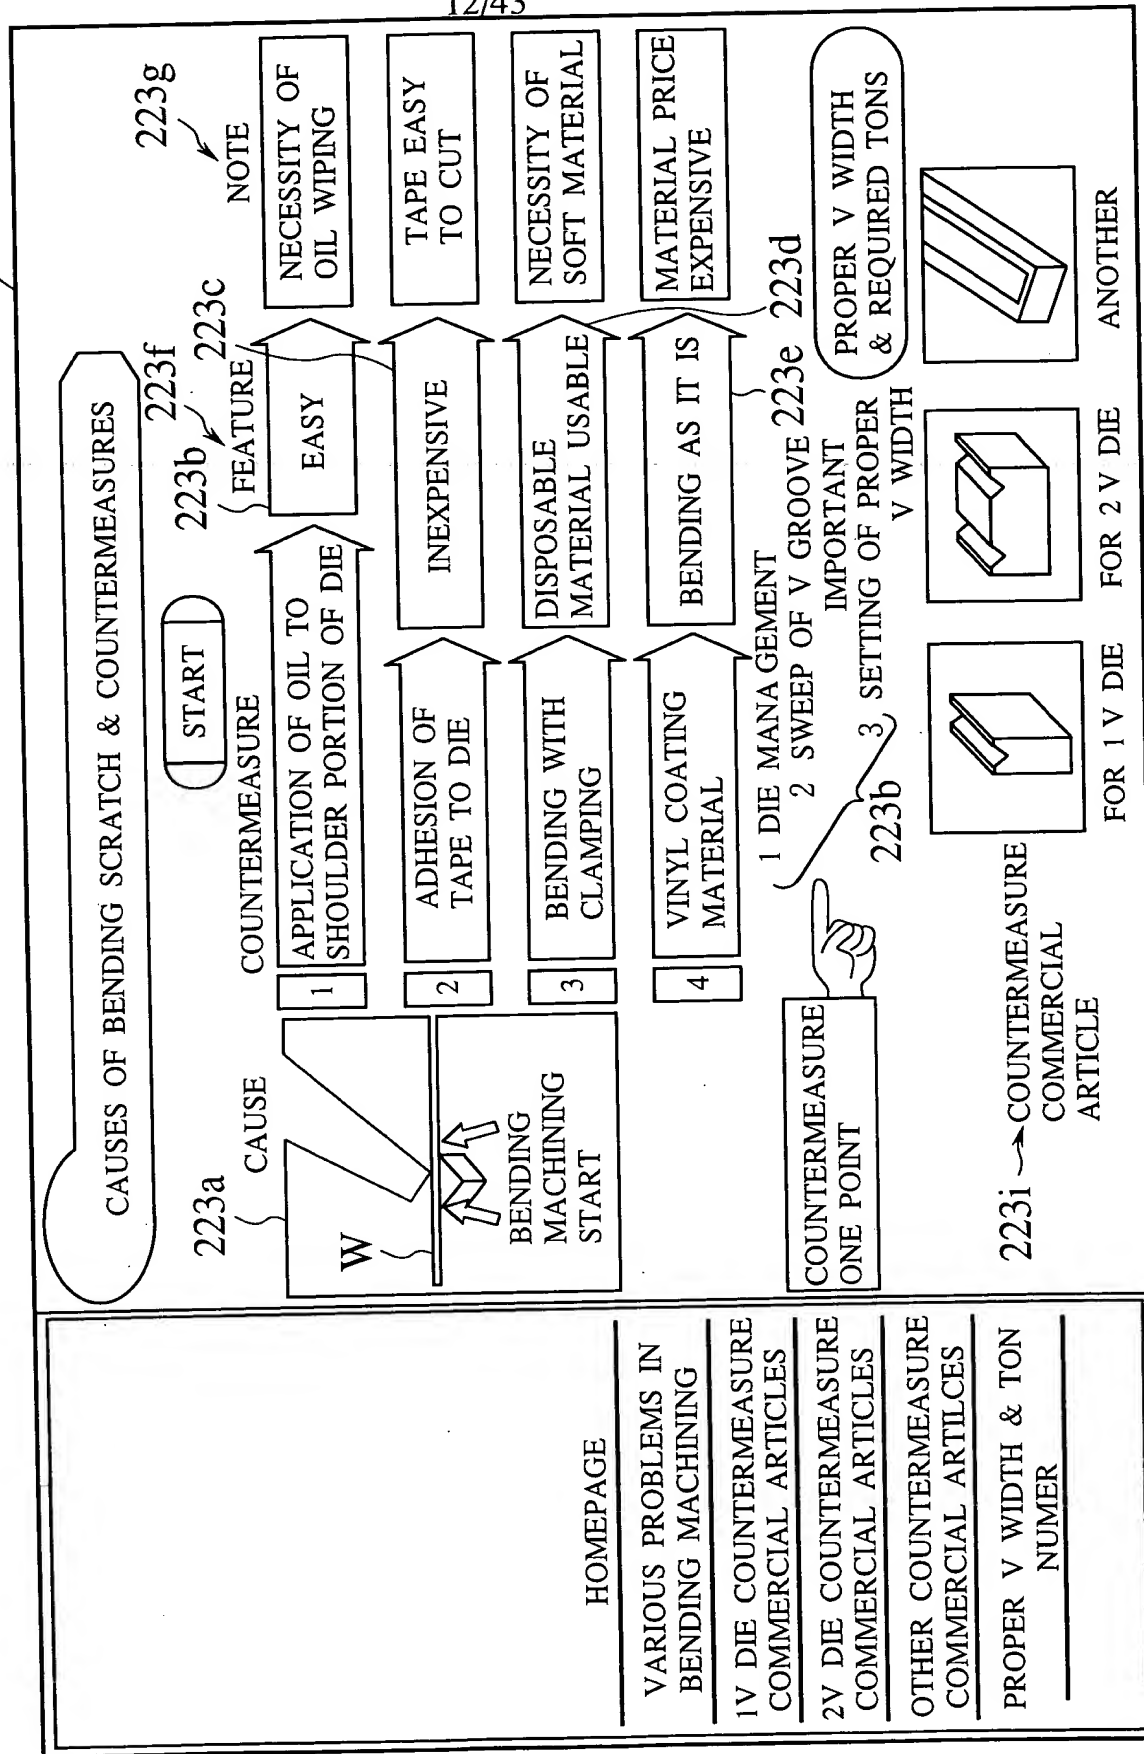 12/43
CAUSES OF BENDING SCRATCH & COUNTERMEASURES
START
223a
CAUSE
W
BENDING
MACHINING
START
COUNTERMEASURE
223b
223f
FEATURE
223c
223g
NOTE
1
APPLICATION OF OIL TO
SHOULDER PORTION OF DIE
EASY
NECESSITY OF
OIL WIPING
2
ADHESION OF
TAPE TO DIE
INEXPENSIVE
TAPE EASY
TO CUT
3
BENDING WITH
CLAMPING
DISPOSABLE
MATERIAL USABLE
NECESSITY OF
SOFT MATERIAL
4
VINYL COATING
MATERIAL
BENDING AS IT IS
MATERIAL PRICE
EXPENSIVE
223e
223d
COUNTERMEASURE
ONE POINT
1 DIE MANAGEMENT
2 SWEEP OF V GROOVE
IMPORTANT
3 SETTING OF PROPER
V WIDTH
223b
PROPER V WIDTH
& REQUIRED TONS
223i
COUNTERMEASURE
COMMERCIAL
ARTICLE
FOR 1 V DIE
FOR 2 V DIE
ANOTHER
HOMEPAGE
VARIOUS PROBLEMS IN
BENDING MACHINING
1V DIE COUNTERMEASURE
COMMERCIAL ARTICLES
2V DIE COUNTERMEASURE
COMMERCIAL ARTICLES
OTHER COUNTERMEASURE
COMMERCIAL ARTILCES
PROPER V WIDTH & TON
NUMER